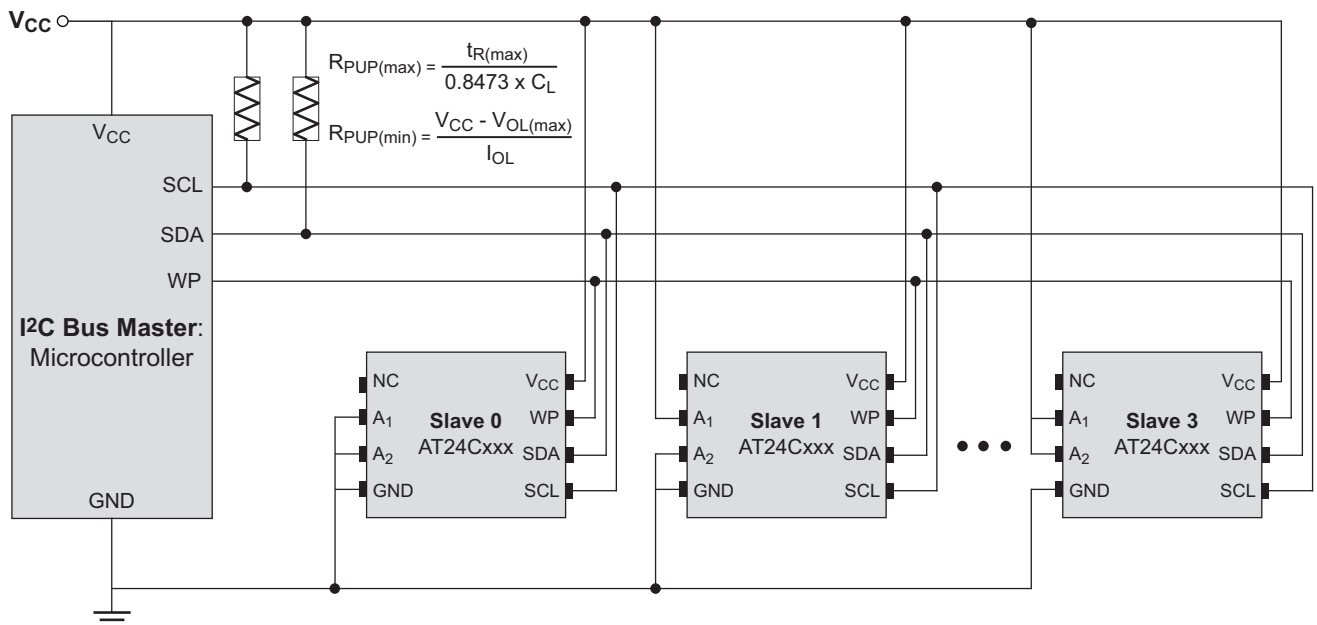 VCC
RPUP(max) = tR(max) / 0.8473 x CL
RPUP(min) = VCC - VOL(max) / IOL
VCC
SCL
SDA
WP
I2C Bus Master:
Microcontroller
GND
NC
A1
A2
GND
Slave 0
AT24Cxxx
VCC
WP
SDA
SCL
NC
A1
A2
GND
Slave 1
AT24Cxxx
VCC
WP
SDA
SCL
NC
A1
A2
GND
Slave 3
AT24Cxxx
VCC
WP
SDA
SCL